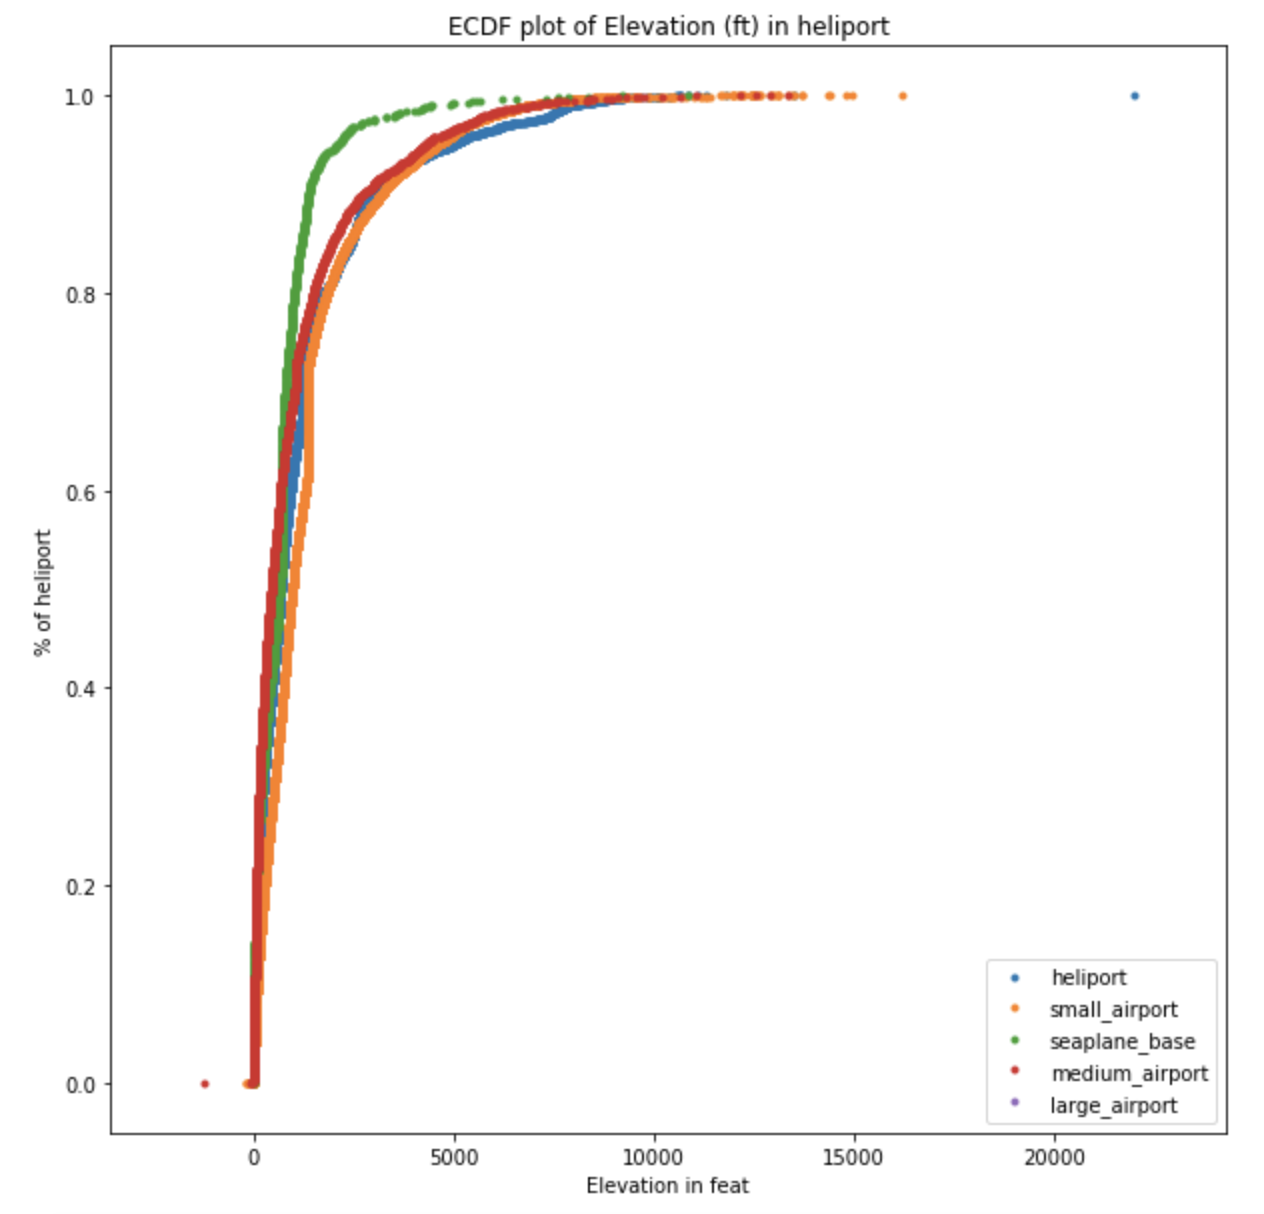 ECDF plot of Elevation (ft) in heliport
1.0
0.8
0.6
0.4
0.2
0.0
% of heliport
0 5000 10000 15000 20000
Elevation in feat
heliport
small_airport
seaplane_base
medium_airport
large_airport